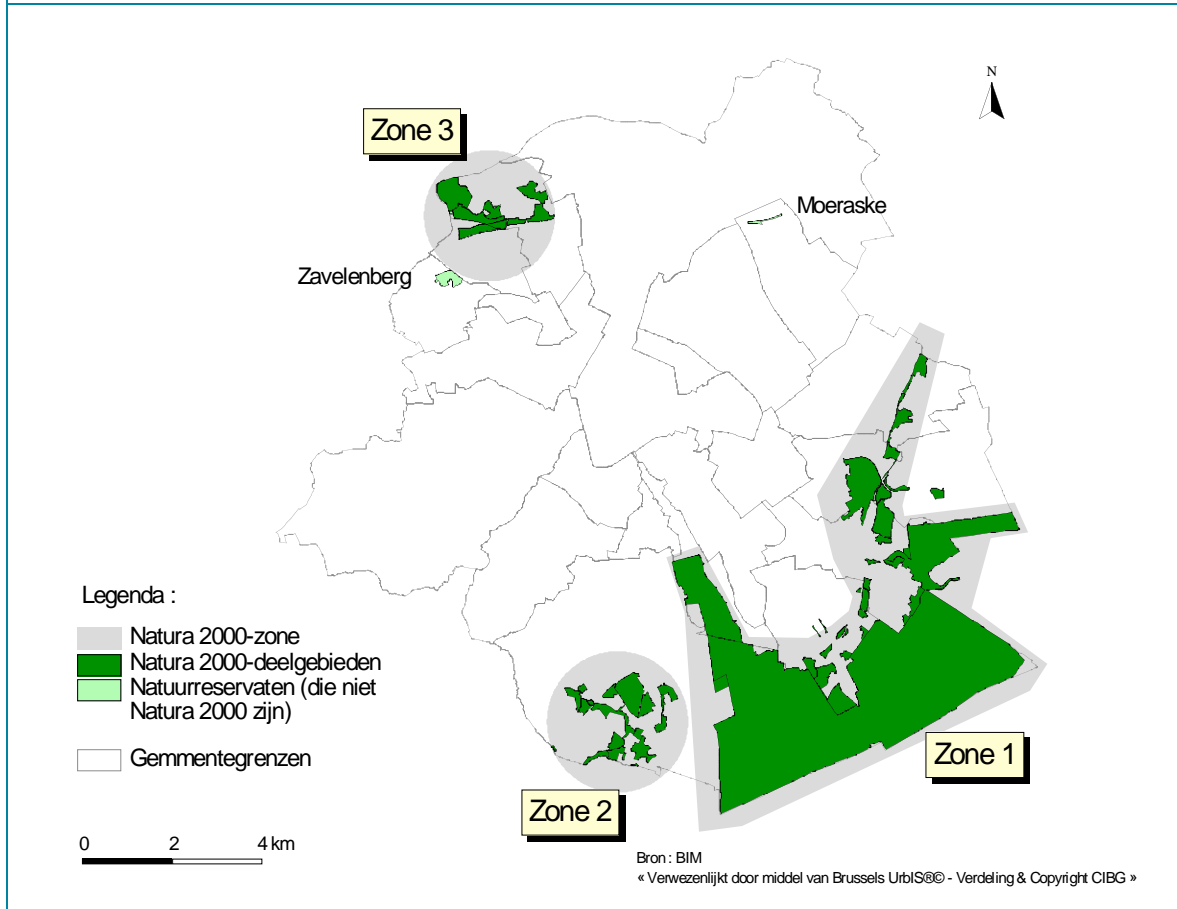 N
Zone 3
Moeraske
Zavelenberg
Legenda :
Natura 2000-zone
Natura 2000-deelgebieden
Natuurreservaten (die niet
Natura 2000 zijn)
Gemmentegrenzen
Zone 1
Zone 2
0 2 4 km
Bron : BIM
« Verwezenlijkt door middel van Brussels UrbIS®© - Verdeling & Copyright CIBG »